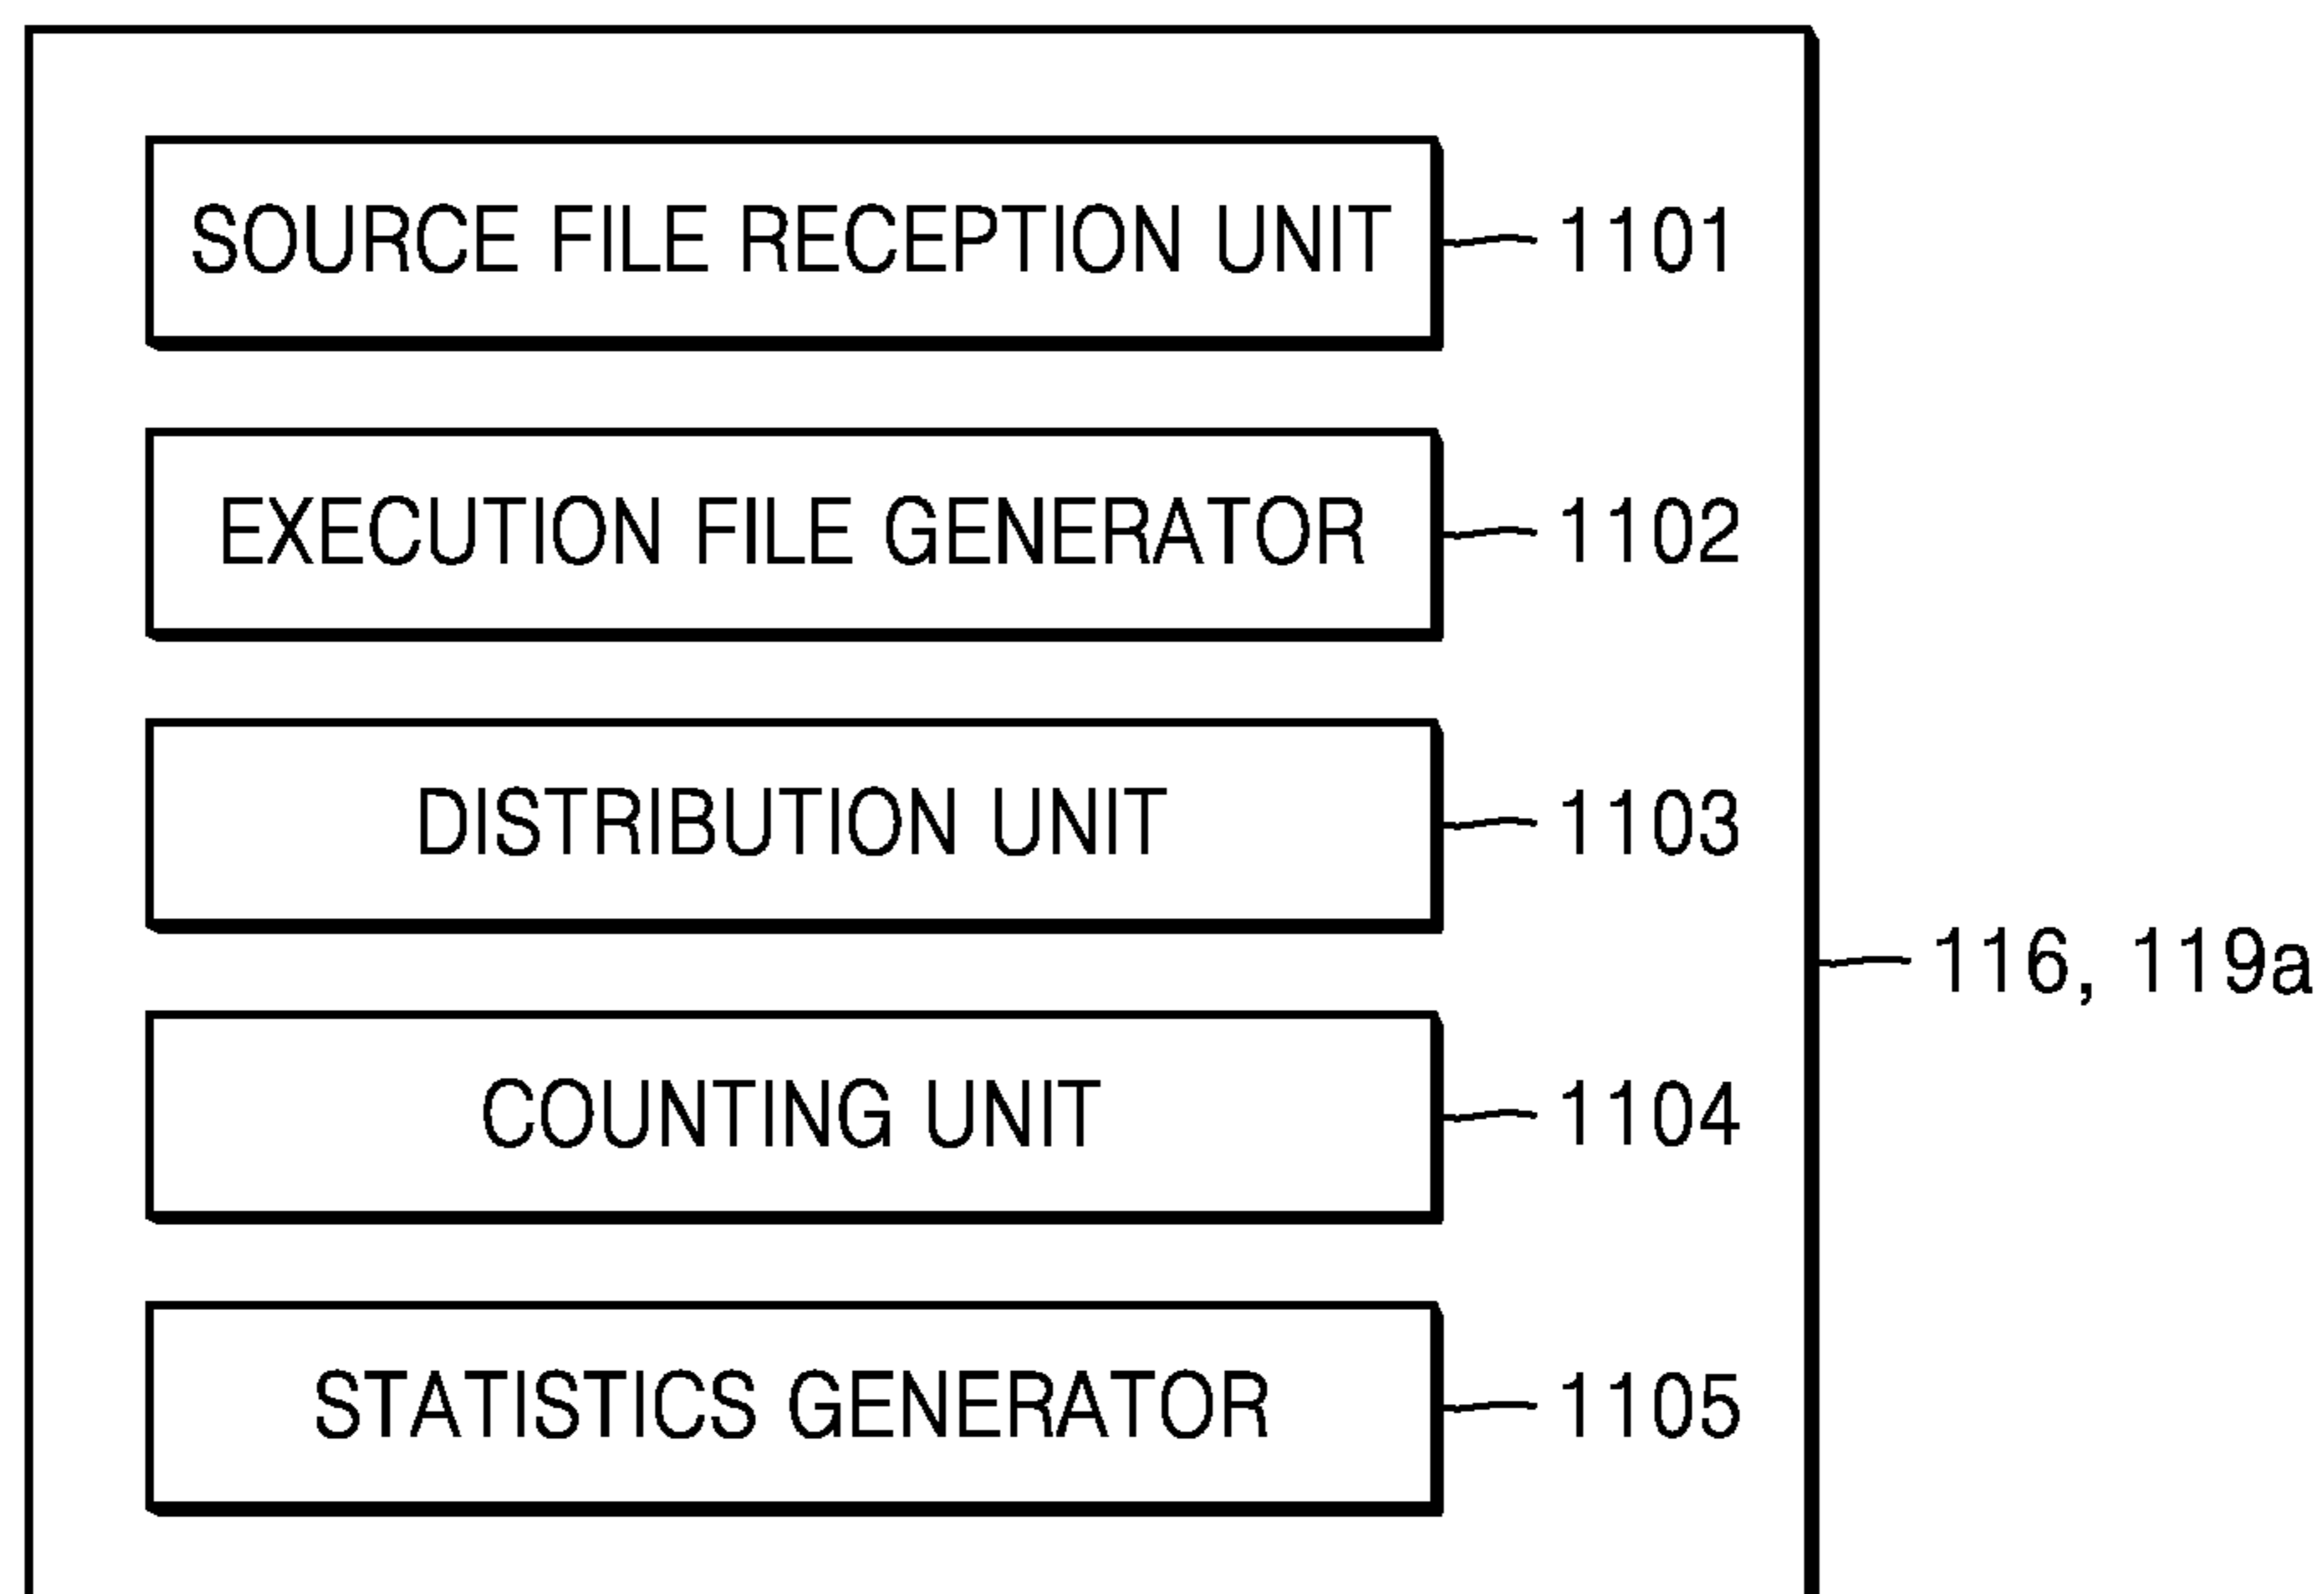 SOURCE FILE RECEPTION UNIT 1101
EXECUTION FILE GENERATOR 1102
DISTRIBUTION UNIT 1103
116, 119a
COUNTING UNIT 1104
STATISTICS GENERATOR 1105